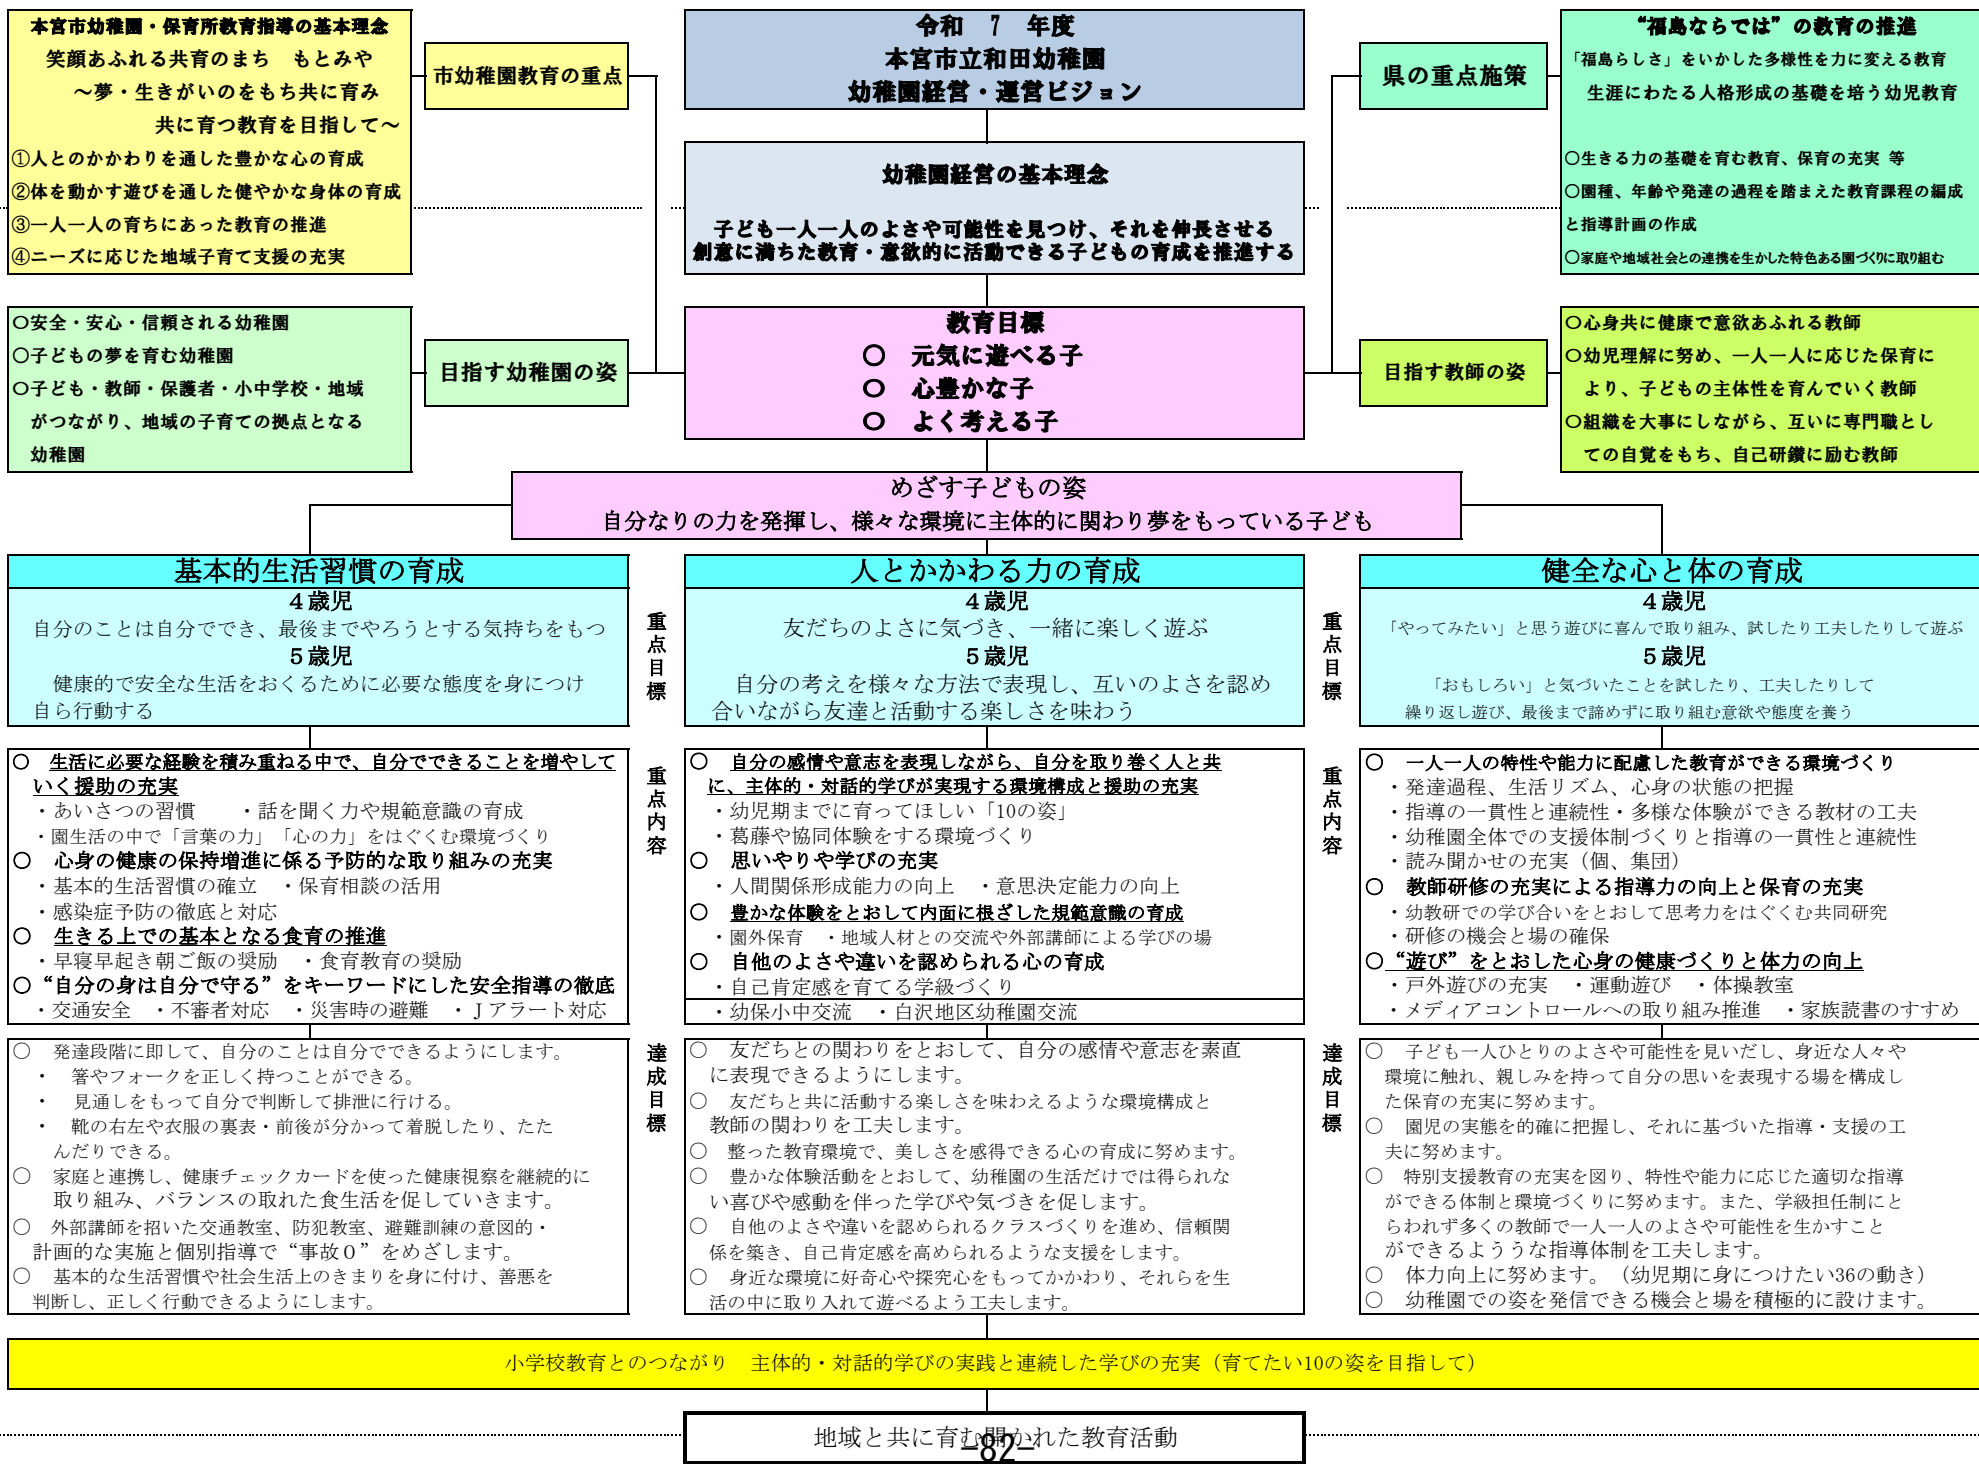 本宮市幼稚園・保育所教育指導の基本理念
笑顔あふれる共育のまち　もとみや
～夢・生きがいのをもち共に育み
共に育つ教育を目指して～
①人とのかかわりを通した豊かな心の育成
②体を動かす遊びを通した健やかな身体の育成
③一人一人の育ちにあった教育の推進
④ニーズに応じた地域子育て支援の充実
市幼稚園教育の重点
令和　7　年度
本宮市立和田幼稚園
幼稚園経営・運営ビジョン
県の重点施策
“福島ならでは”の教育の推進
「福島らしさ」をいかした多様性を力に変える教育
生涯にわたる人格形成の基礎を培う幼児教育
〇生きる力の基礎を育む教育、保育の充実 等
〇園種、年齢や発達の過程を踏まえた教育課程の編成
と指導計画の作成
〇家庭や地域社会との連携を生かした特色ある園づくりに取り組む
幼稚園経営の基本理念
子ども一人一人のよさや可能性を見つけ、それを伸長させる
創意に満ちた教育・意欲的に活動できる子どもの育成を推進する
〇安全・安心・信頼される幼稚園
〇子どもの夢を育む幼稚園
〇子ども・教師・保護者・小中学校・地域
がつながり、地域の子育ての拠点となる
幼稚園
目指す幼稚園の姿
教育目標
〇　元気に遊べる子
〇　心豊かな子
〇　よく考える子
目指す教師の姿
〇心身共に健康で意欲あふれる教師
〇幼児理解に努め、一人一人に応じた保育に
より、子どもの主体性を育んでいく教師
〇組織を大事にしながら、互いに専門職とし
ての自覚をもち、自己研鑽に励む教師
めざす子どもの姿
自分なりの力を発揮し、様々な環境に主体的に関わり夢をもっている子ども
基本的生活習慣の育成
４歳児
自分のことは自分ででき、最後までやろうとする気持ちをもつ
５歳児
健康的で安全な生活をおくるために必要な態度を身につけ
自ら行動する
重点目標
人とかかわる力の育成
４歳児
友だちのよさに気づき、一緒に楽しく遊ぶ
５歳児
自分の考えを様々な方法で表現し、互いのよさを認め
合いながら友達と活動する楽しさを味わう
重点目標
健全な心と体の育成
４歳児
「やってみたい」と思う遊びに喜んで取り組み、試したり工夫したりして遊ぶ
５歳児
「おもしろい」と気づいたことを試したり、工夫したりして
繰り返し遊び、最後まで諦めずに取り組む意欲や態度を養う
〇　生活に必要な経験を積み重ねる中で、自分でできることを増やして
いく援助の充実
・あいさつの習慣　　・話を聞く力や規範意識の育成
・園生活の中で「言葉の力」「心の力」をはぐくむ環境づくり
〇　心身の健康の保持増進に係る予防的な取り組みの充実
・基本的生活習慣の確立　・保育相談の活用
・感染症予防の徹底と対応
〇　生きる上での基本となる食育の推進
・早寝早起き朝ご飯の奨励　・食育教育の奨励
〇“自分の身は自分で守る”をキーワードにした安全指導の徹底
・交通安全　・不審者対応　・災害時の避難　・Ｊアラート対応
重点内容
〇　自分の感情や意志を表現しながら、自分を取り巻く人と共
に、主体的・対話的学びが実現する環境構成と援助の充実
・幼児期までに育ってほしい「10の姿」
・葛藤や協同体験をする環境づくり
〇　思いやりや学びの充実
・人間関係形成能力の向上　・意思決定能力の向上
〇　豊かな体験をとおして内面に根ざした規範意識の育成
・園外保育　・地域人材との交流や外部講師による学びの場
〇　自他のよさや違いを認められる心の育成
・自己肯定感を育てる学級づくり
・幼保小中交流　・白沢地区幼稚園交流
重点内容
〇　一人一人の特性や能力に配慮した教育ができる環境づくり
・発達過程、生活リズム、心身の状態の把握
・指導の一貫性と連続性・多様な体験ができる教材の工夫
・幼稚園全体での支援体制づくりと指導の一貫性と連続性
・読み聞かせの充実（個、集団）
〇　教師研修の充実による指導力の向上と保育の充実
・幼教研での学び合いをとおして思考力をはぐくむ共同研究
・研修の機会と場の確保
〇“遊び”をとおした心身の健康づくりと体力の向上
・戸外遊びの充実　・運動遊び　・体操教室
・メディアコントロールへの取り組み推進　・家族読書のすすめ
〇　発達段階に即して、自分のことは自分でできるようにします。
・　箸やフォークを正しく持つことができる。
・　見通しをもって自分で判断して排泄に行ける。
・　靴の右左や衣服の裏表・前後が分かって着脱したり、たた
んだりできる。
〇　家庭と連携し、健康チェックカードを使った健康視察を継続的に
取り組み、バランスの取れた食生活を促していきます。
〇　外部講師を招いた交通教室、防犯教室、避難訓練の意図的・
計画的な実施と個別指導で“事故０”をめざします。
〇　基本的な生活習慣や社会生活上のきまりを身に付け、善悪を
判断し、正しく行動できるようにします。
達成目標
〇　友だちとの関わりをとおして、自分の感情や意志を素直
に表現できるようにします。
〇　友だちと共に活動する楽しさを味わえるような環境構成と
教師の関わりを工夫します。
〇　整った教育環境で、美しさを感得できる心の育成に努めます。
〇　豊かな体験活動をとおして、幼稚園の生活だけでは得られな
い喜びや感動を伴った学びや気づきを促します。
〇　自他のよさや違いを認められるクラスづくりを進め、信頼関
係を築き、自己肯定感を高められるような支援をします。
〇　身近な環境に好奇心や探究心をもってかかわり、それらを生
活の中に取り入れて遊べるよう工夫します。
達成目標
〇　子ども一人ひとりのよさや可能性を見いだし、身近な人々や
環境に触れ、親しみを持って自分の思いを表現する場を構成し
た保育の充実に努めます。
〇　園児の実態を的確に把握し、それに基づいた指導・支援の工
夫に努めます。
〇　特別支援教育の充実を図り、特性や能力に応じた適切な指導
ができる体制と環境づくりに努めます。また、学級担任制にと
らわれず多くの教師で一人一人のよさや可能性を生かすこと
ができるよううな指導体制を工夫します。
〇　体力向上に努めます。（幼児期に身につけたい36の動き）
〇　幼稚園での姿を発信できる機会と場を積極的に設けます。
小学校教育とのつながり　主体的・対話的学びの実践と連続した学びの充実（育てたい10の姿を目指して）
地域と共に育む開かれた教育活動
-82-